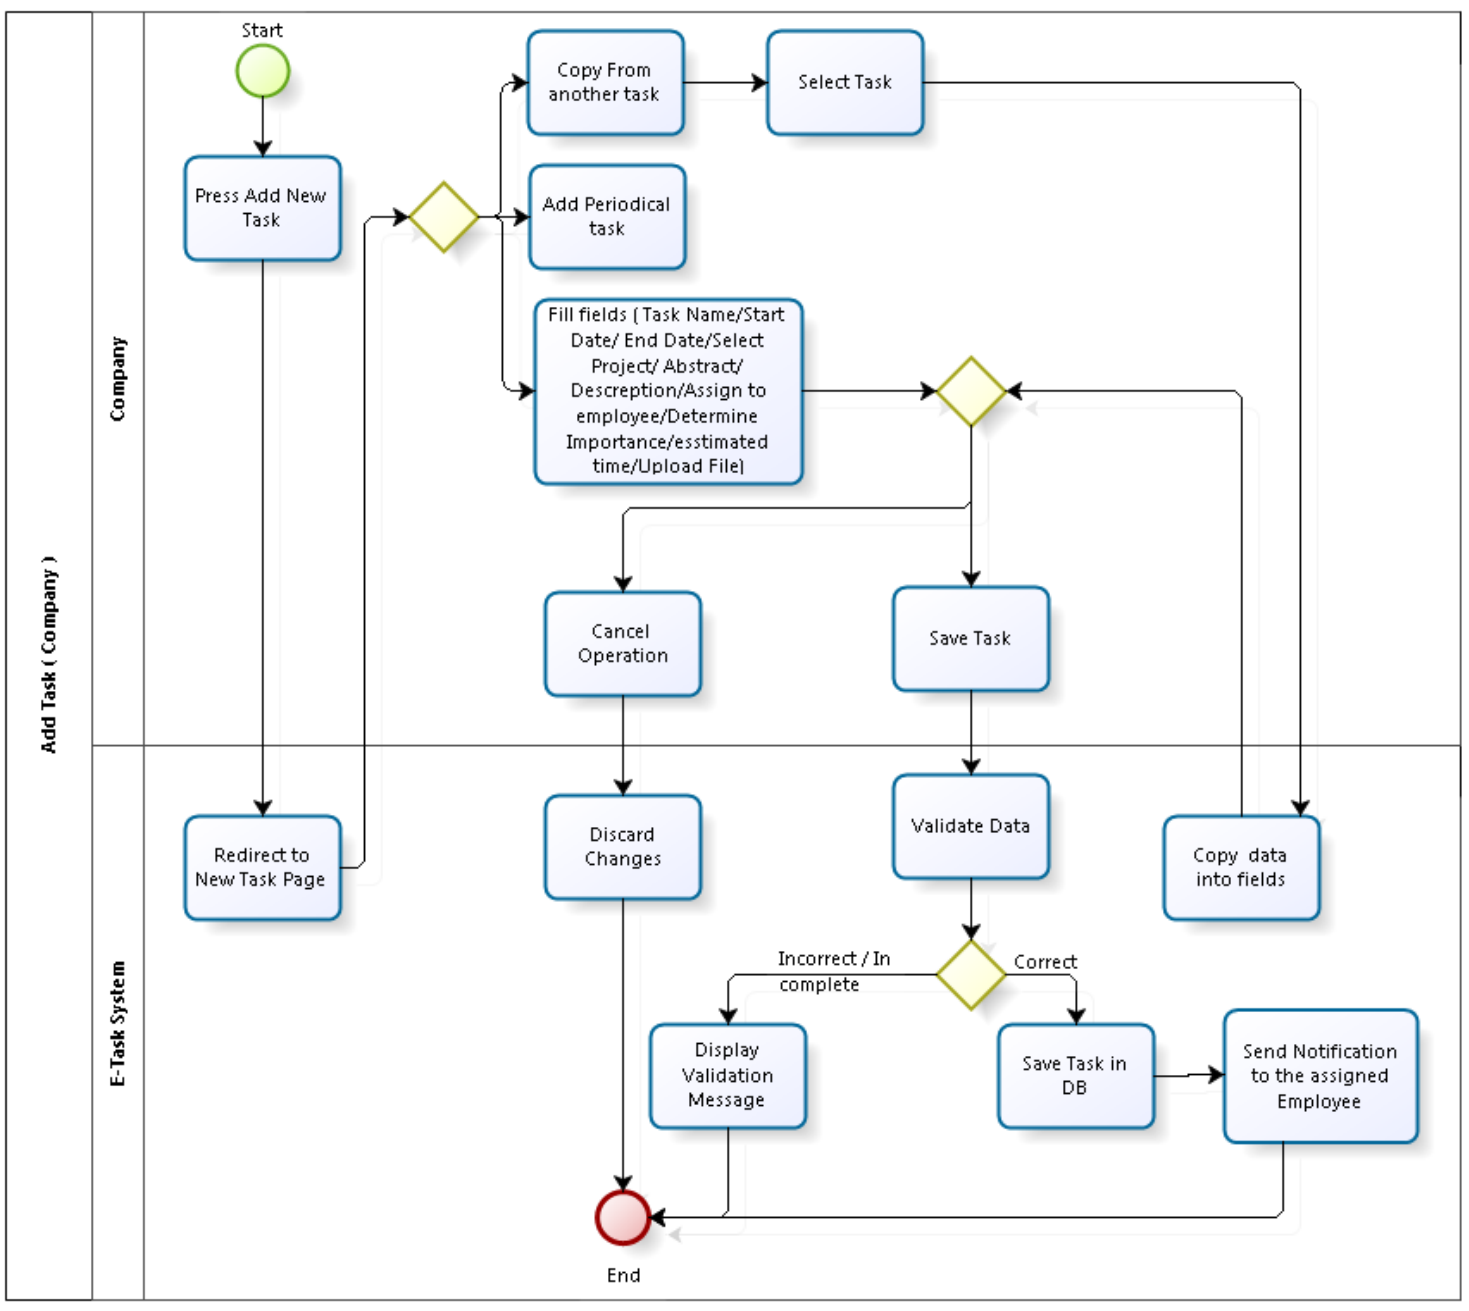 Add Task ( Company )
Company
E-Task System
Start
Press Add New
Task
Copy From
another task
Select Task
Add Periodical
task
Fill fields ( Task Name/Start
Date/ End Date/Select
Project/ Abstract/
Descreption/Assign to
employee/Determine
Importance/esstimated
time/Upload File)
Cancel
Operation
Save Task
Redirect to
New Task Page
Discard
Changes
Validate Data
Copy data
into fields
Incorrect / In
complete
Correct
Display
Validation
Message
Save Task in
DB
Send Notification
to the assigned
Employee
End